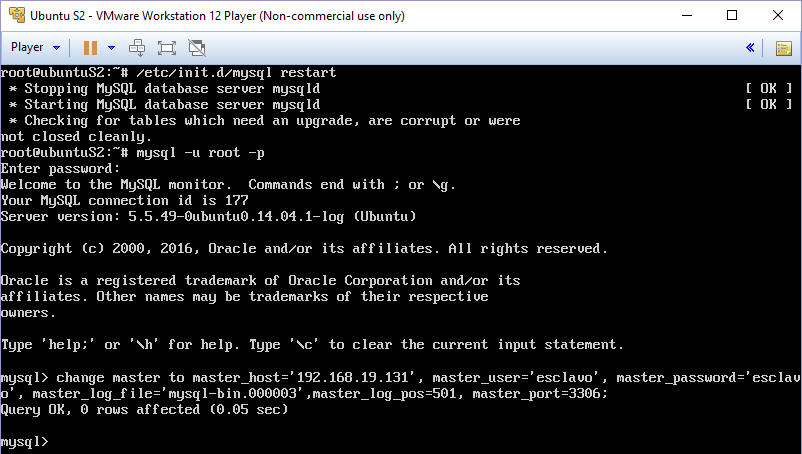 Ubuntu S2 - VMware Workstation 12 Player (Non-commercial use only)
Player
root@ubuntuS2:~# /etc/init.d/mysql restart
 * Stopping MySQL database server mysqld [ OK ]
 * Starting MySQL database server mysqld [ OK ]
 * Checking for tables which need an upgrade, are corrupt or were
not closed cleanly.
root@ubuntuS2:~# mysql -u root -p
Enter password:
Welcome to the MySQL monitor.  Commands end with ; or \g.
Your MySQL connection id is 177
Server version: 5.5.49-0ubuntu0.14.04.1-log (Ubuntu)
Copyright (c) 2000, 2016, Oracle and/or its affiliates. All rights reserved.
Oracle is a registered trademark of Oracle Corporation and/or its
affiliates. Other names may be trademarks of their respective
owners.
Type 'help;' or '\h' for help. Type '\c' to clear the current input statement.
mysql> change master to master_host='192.168.19.131', master_user='esclavo', master_password='esclav
o', master_log_file='mysql-bin.000003',master_log_pos=501, master_port=3306;
Query OK, 0 rows affected (0.05 sec)
mysql>